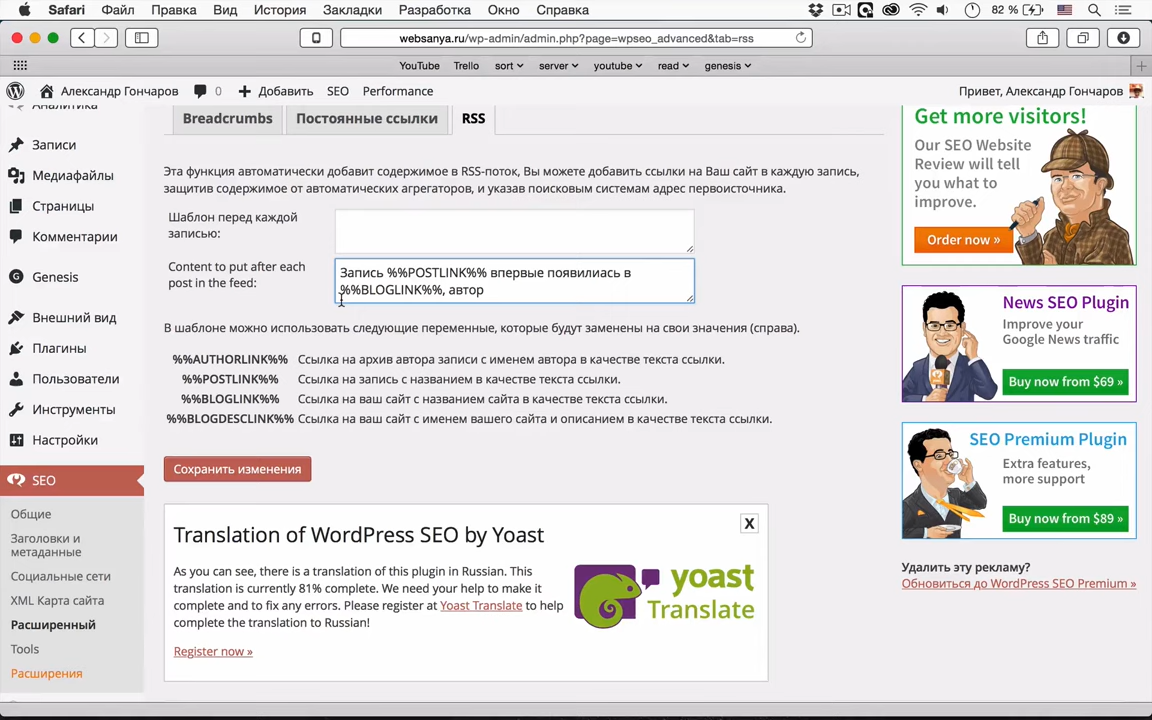 Safari Файл Правка Вид История Закладки Разработка Окно Справка 82 %
websanya.ru/wp-admin/admin.php?page=wpseo_advanced&tab=rss
YouTube Trello sort server youtube read genesis
Александр Гончаров 0 Добавить SEO Performance Привет, Александр Гончаров
Аналитика
Записи
Медиафайлы
Страницы
Комментарии
Genesis
Внешний вид
Плагины
Пользователи
Инструменты
Настройки
SEO
Общие
Заголовки и
метаданные
Социальные сети
XML Карта сайта
Расширенный
Tools
Расширения
Breadcrumbs Постоянные ссылки RSS
Эта функция автоматически добавит содержимое в RSS-поток, Вы можете добавить ссылки на Ваш сайт в каждую запись,
защитив содержимое от автоматических агрегаторов, и указав поисковым системам адрес первоисточника.
Шаблон перед каждой
записью:
Content to put after each
post in the feed:
Запись %%POSTLINK%% впервые появилиась в
%%BLOGLINK%%, автор
В шаблоне можно использовать следующие переменные, которые будут заменены на свои значения (справа).
%%AUTHORLINK%% Ссылка на архив автора записи с именем автора в качестве текста ссылки.
%%POSTLINK%% Ссылка на запись с названием в качестве текста ссылки.
%%BLOGLINK%% Ссылка на ваш сайт с названием сайта в качестве текста ссылки.
%%BLOGDESCLINK%% Ссылка на ваш сайт с именем вашего сайта и описанием в качестве текста ссылки.
Сохранить изменения
Translation of WordPress SEO by Yoast
X
As you can see, there is a translation of this plugin in Russian. This
translation is currently 81% complete. We need your help to make it
complete and to fix any errors. Please register at Yoast Translate to help
complete the translation to Russian!
Register now »
yoast
Translate
Get more visitors!
Our SEO Website
Review will tell
you what to
improve.
Order now »
News SEO Plugin
Improve your
Google News traffic
Buy now from $69 »
SEO Premium Plugin
Extra features,
more support
Buy now from $89 »
Удалить эту рекламу?
Обновиться до WordPress SEO Premium »